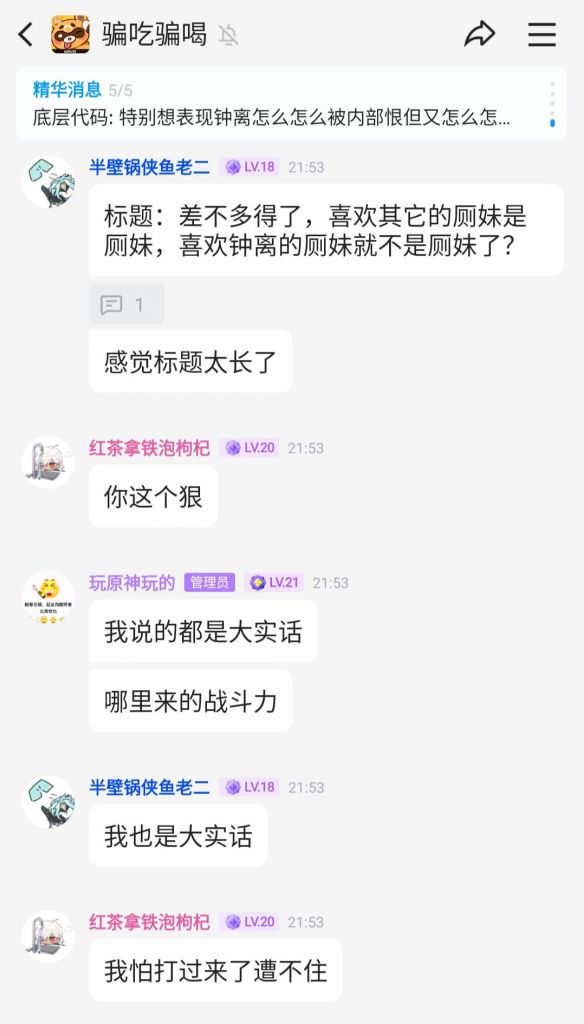 骗吃骗喝
精华消息 5/5
底层代码: 特别想表现钟离怎么怎么被内部恨但又怎么怎...
半壁锅侠鱼老二 LV.18 21:53
标题：差不多得了，喜欢其它的厕妹是
厕妹，喜欢钟离的厕妹就不是厕妹了？
1
感觉标题太长了
红茶拿铁泡枸杞 LV.20 21:53
你这个狠
玩原神玩的 管理员 LV.21 21:53
我说的都是大实话
哪里来的战斗力
半壁锅侠鱼老二 LV.18 21:53
我也是大实话
红茶拿铁泡枸杞 LV.20 21:53
我怕打过来了遭不住